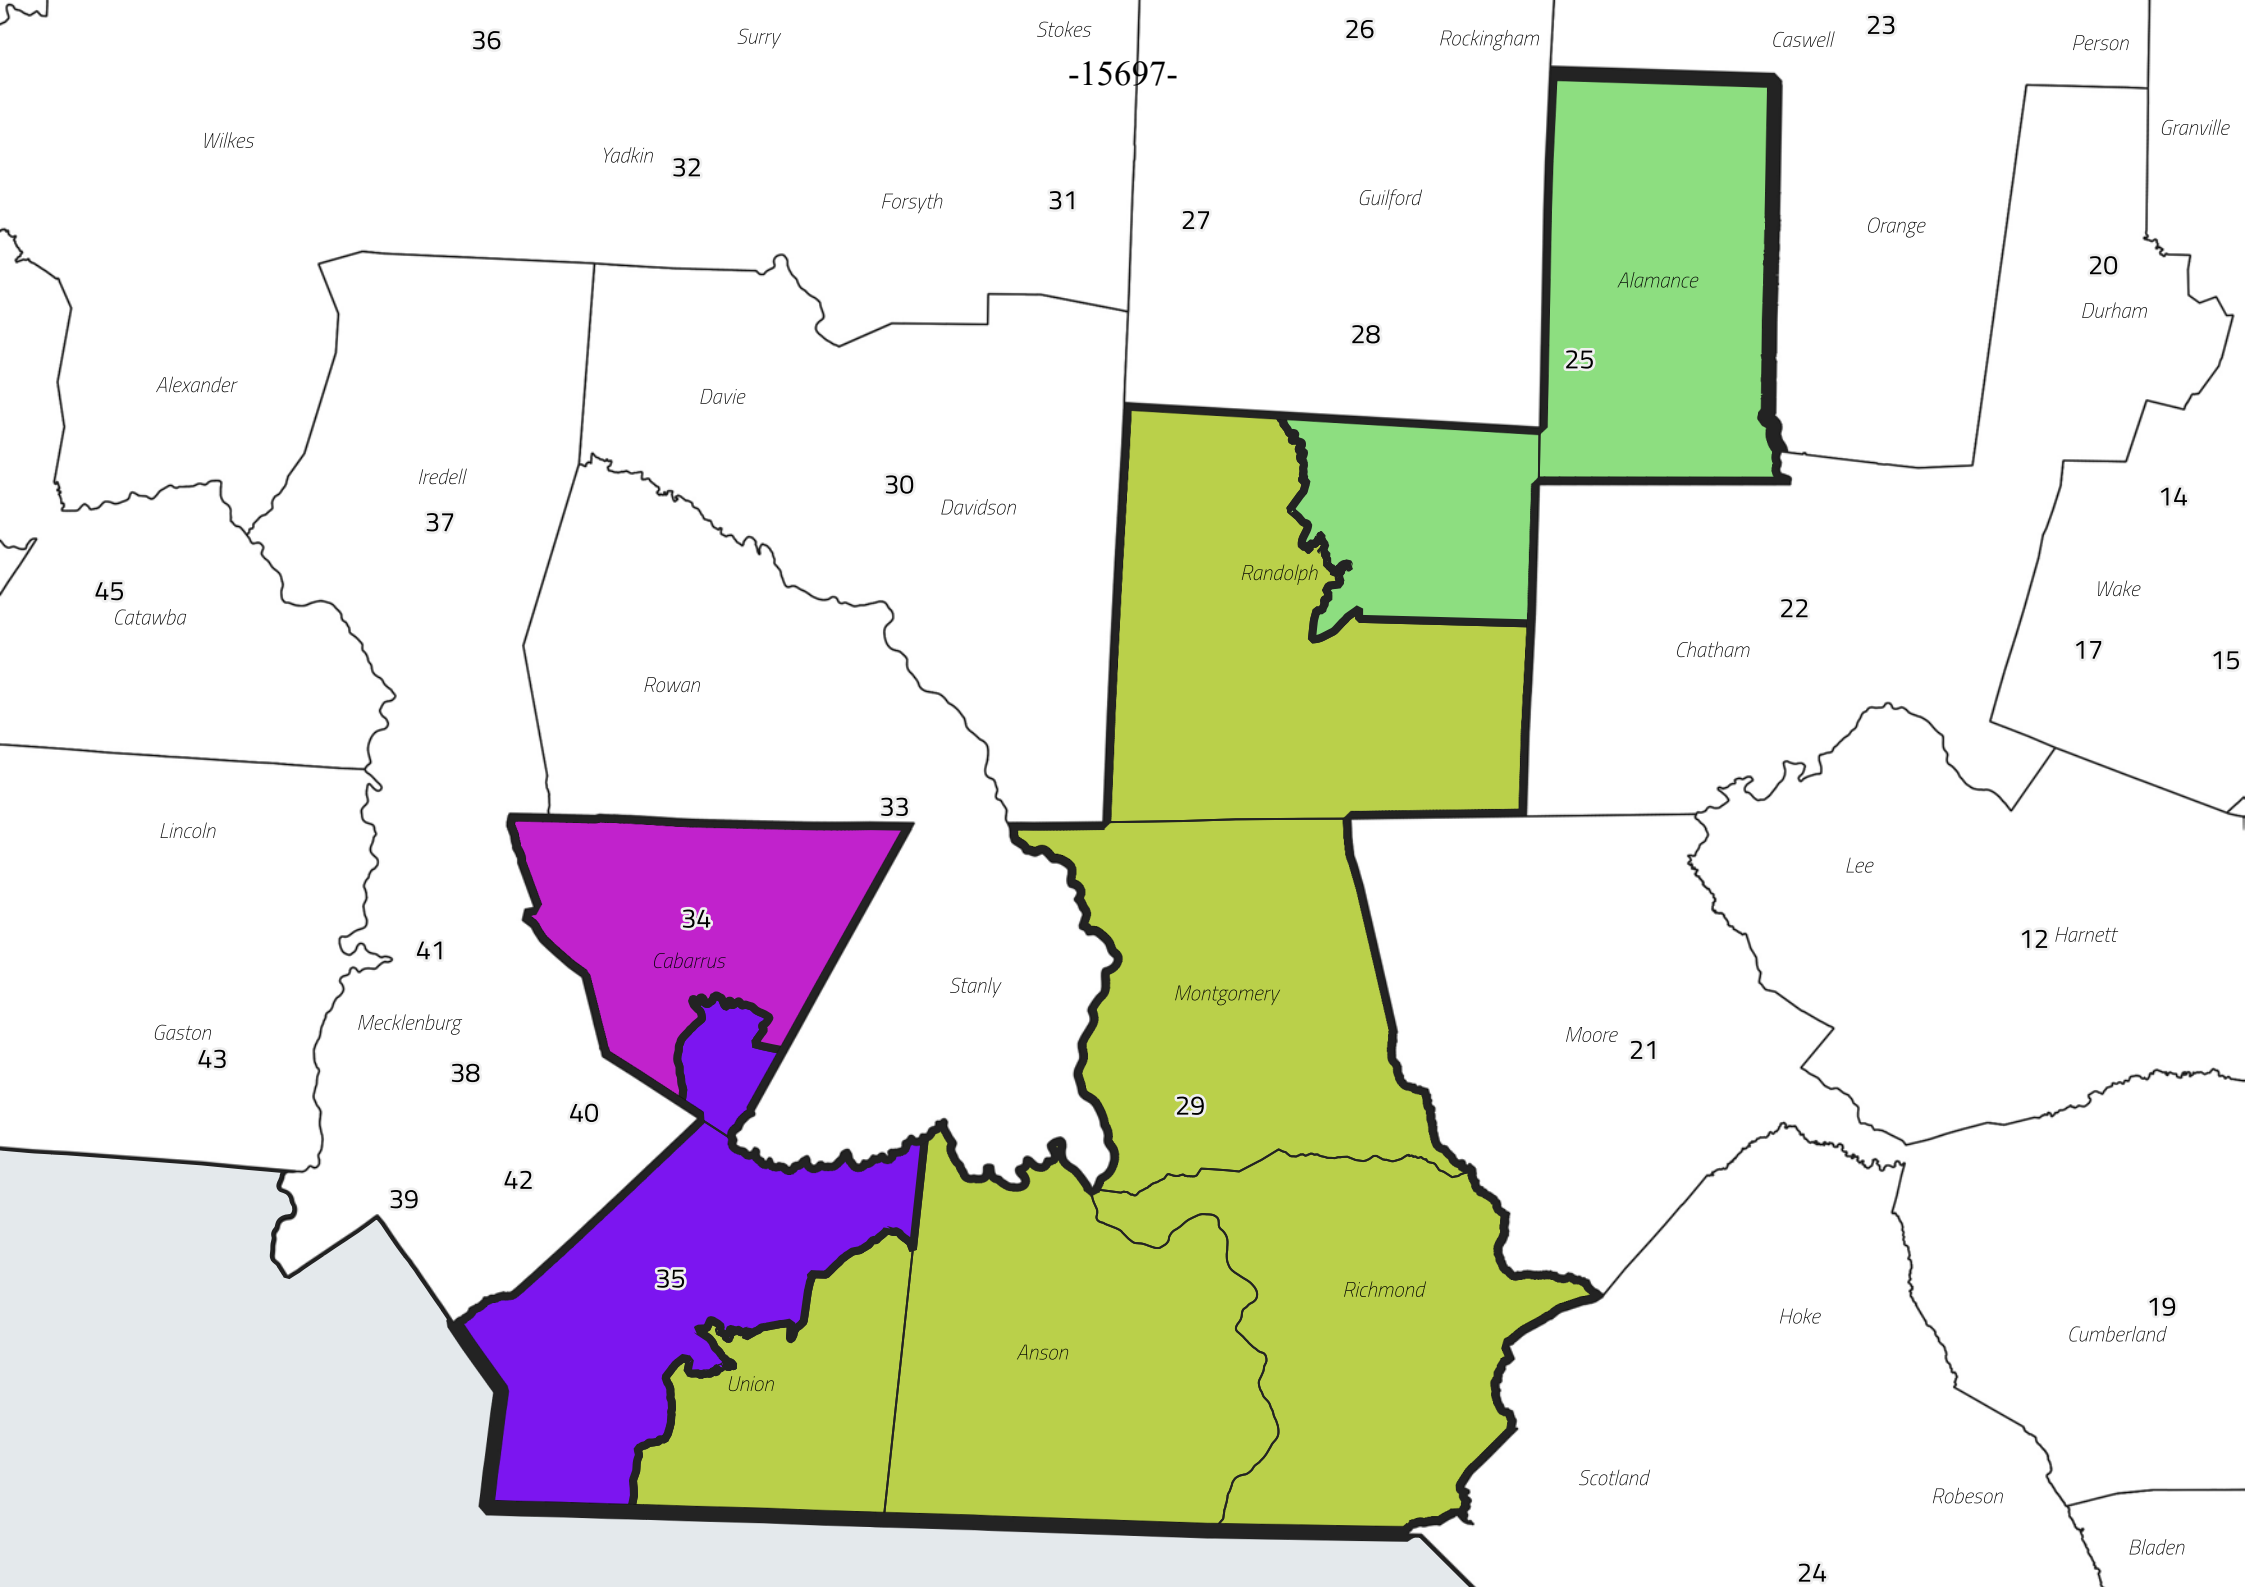 36
Surry
Stokes
26
Rockingham
Caswell
23
Person
-15697-
Wilkes
Yadkin
32
Forsyth
31
27
Guilford
Granville
Orange
20
Durham
Alamance
28
25
Alexander
Davie
Iredell
37
30
Davidson
14
45
Catawba
Randolph
22
Wake
Chatham
17
15
Rowan
33
Lincoln
Lee
34
41
Cabarrus
12
Harnett
Stanly
Montgomery
Gaston
43
Mecklenburg
38
Moore
21
40
29
42
39
35
Richmond
Hoke
19
Cumberland
Anson
Union
Scotland
Robeson
Bladen
24